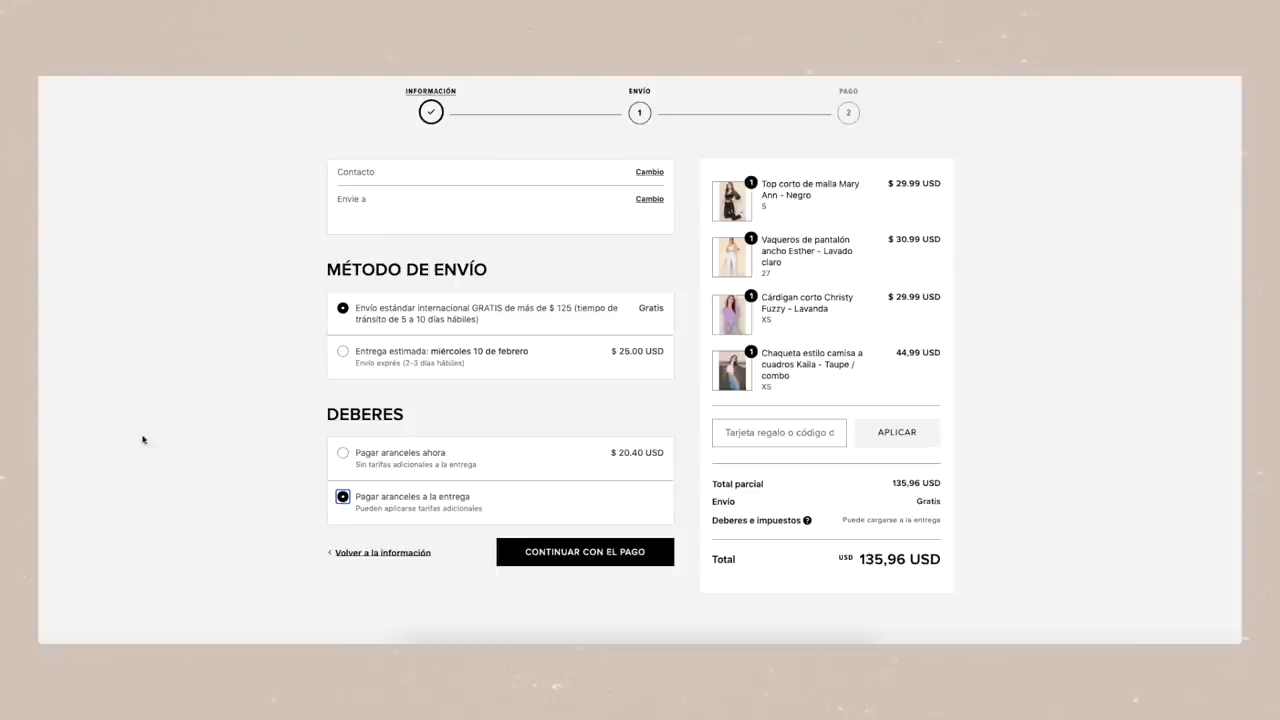 INFORMACIÓN
ENVÍO
PAGO
1
2
Contacto
Cambio
Envie a
Cambio
MÉTODO DE ENVÍO
Envío estándar internacional GRATIS de más de $ 125 (tiempo de
tránsito de 5 a 10 días hábiles)
Gratis
Entrega estimada: miércoles 10 de febrero
$ 25.00 USD
Envío exprés (2-3 días hábiles)
DEBERES
Pagar aranceles ahora
$ 20.40 USD
Sin tarifas adicionales a la entrega
Pagar aranceles a la entrega
Pueden aplicarse tarifas adicionales
< Volver a la información
CONTINUAR CON EL PAGO
1
Top corto de malla Mary
Ann - Negro
S
$ 29.99 USD
1
Vaqueros de pantalón
ancho Esther - Lavado
claro
27
$ 30.99 USD
1
Cárdigan corto Christy
Fuzzy - Lavanda
XS
$ 29.99 USD
1
Chaqueta estilo camisa a
cuadros Kaila - Taupe /
combo
XS
44,99 USD
Tarjeta regalo o código d
APLICAR
Total parcial
135,96 USD
Envío
Gratis
Deberes e impuestos ?
Puede cargarse a la entrega
Total
USD 135,96 USD